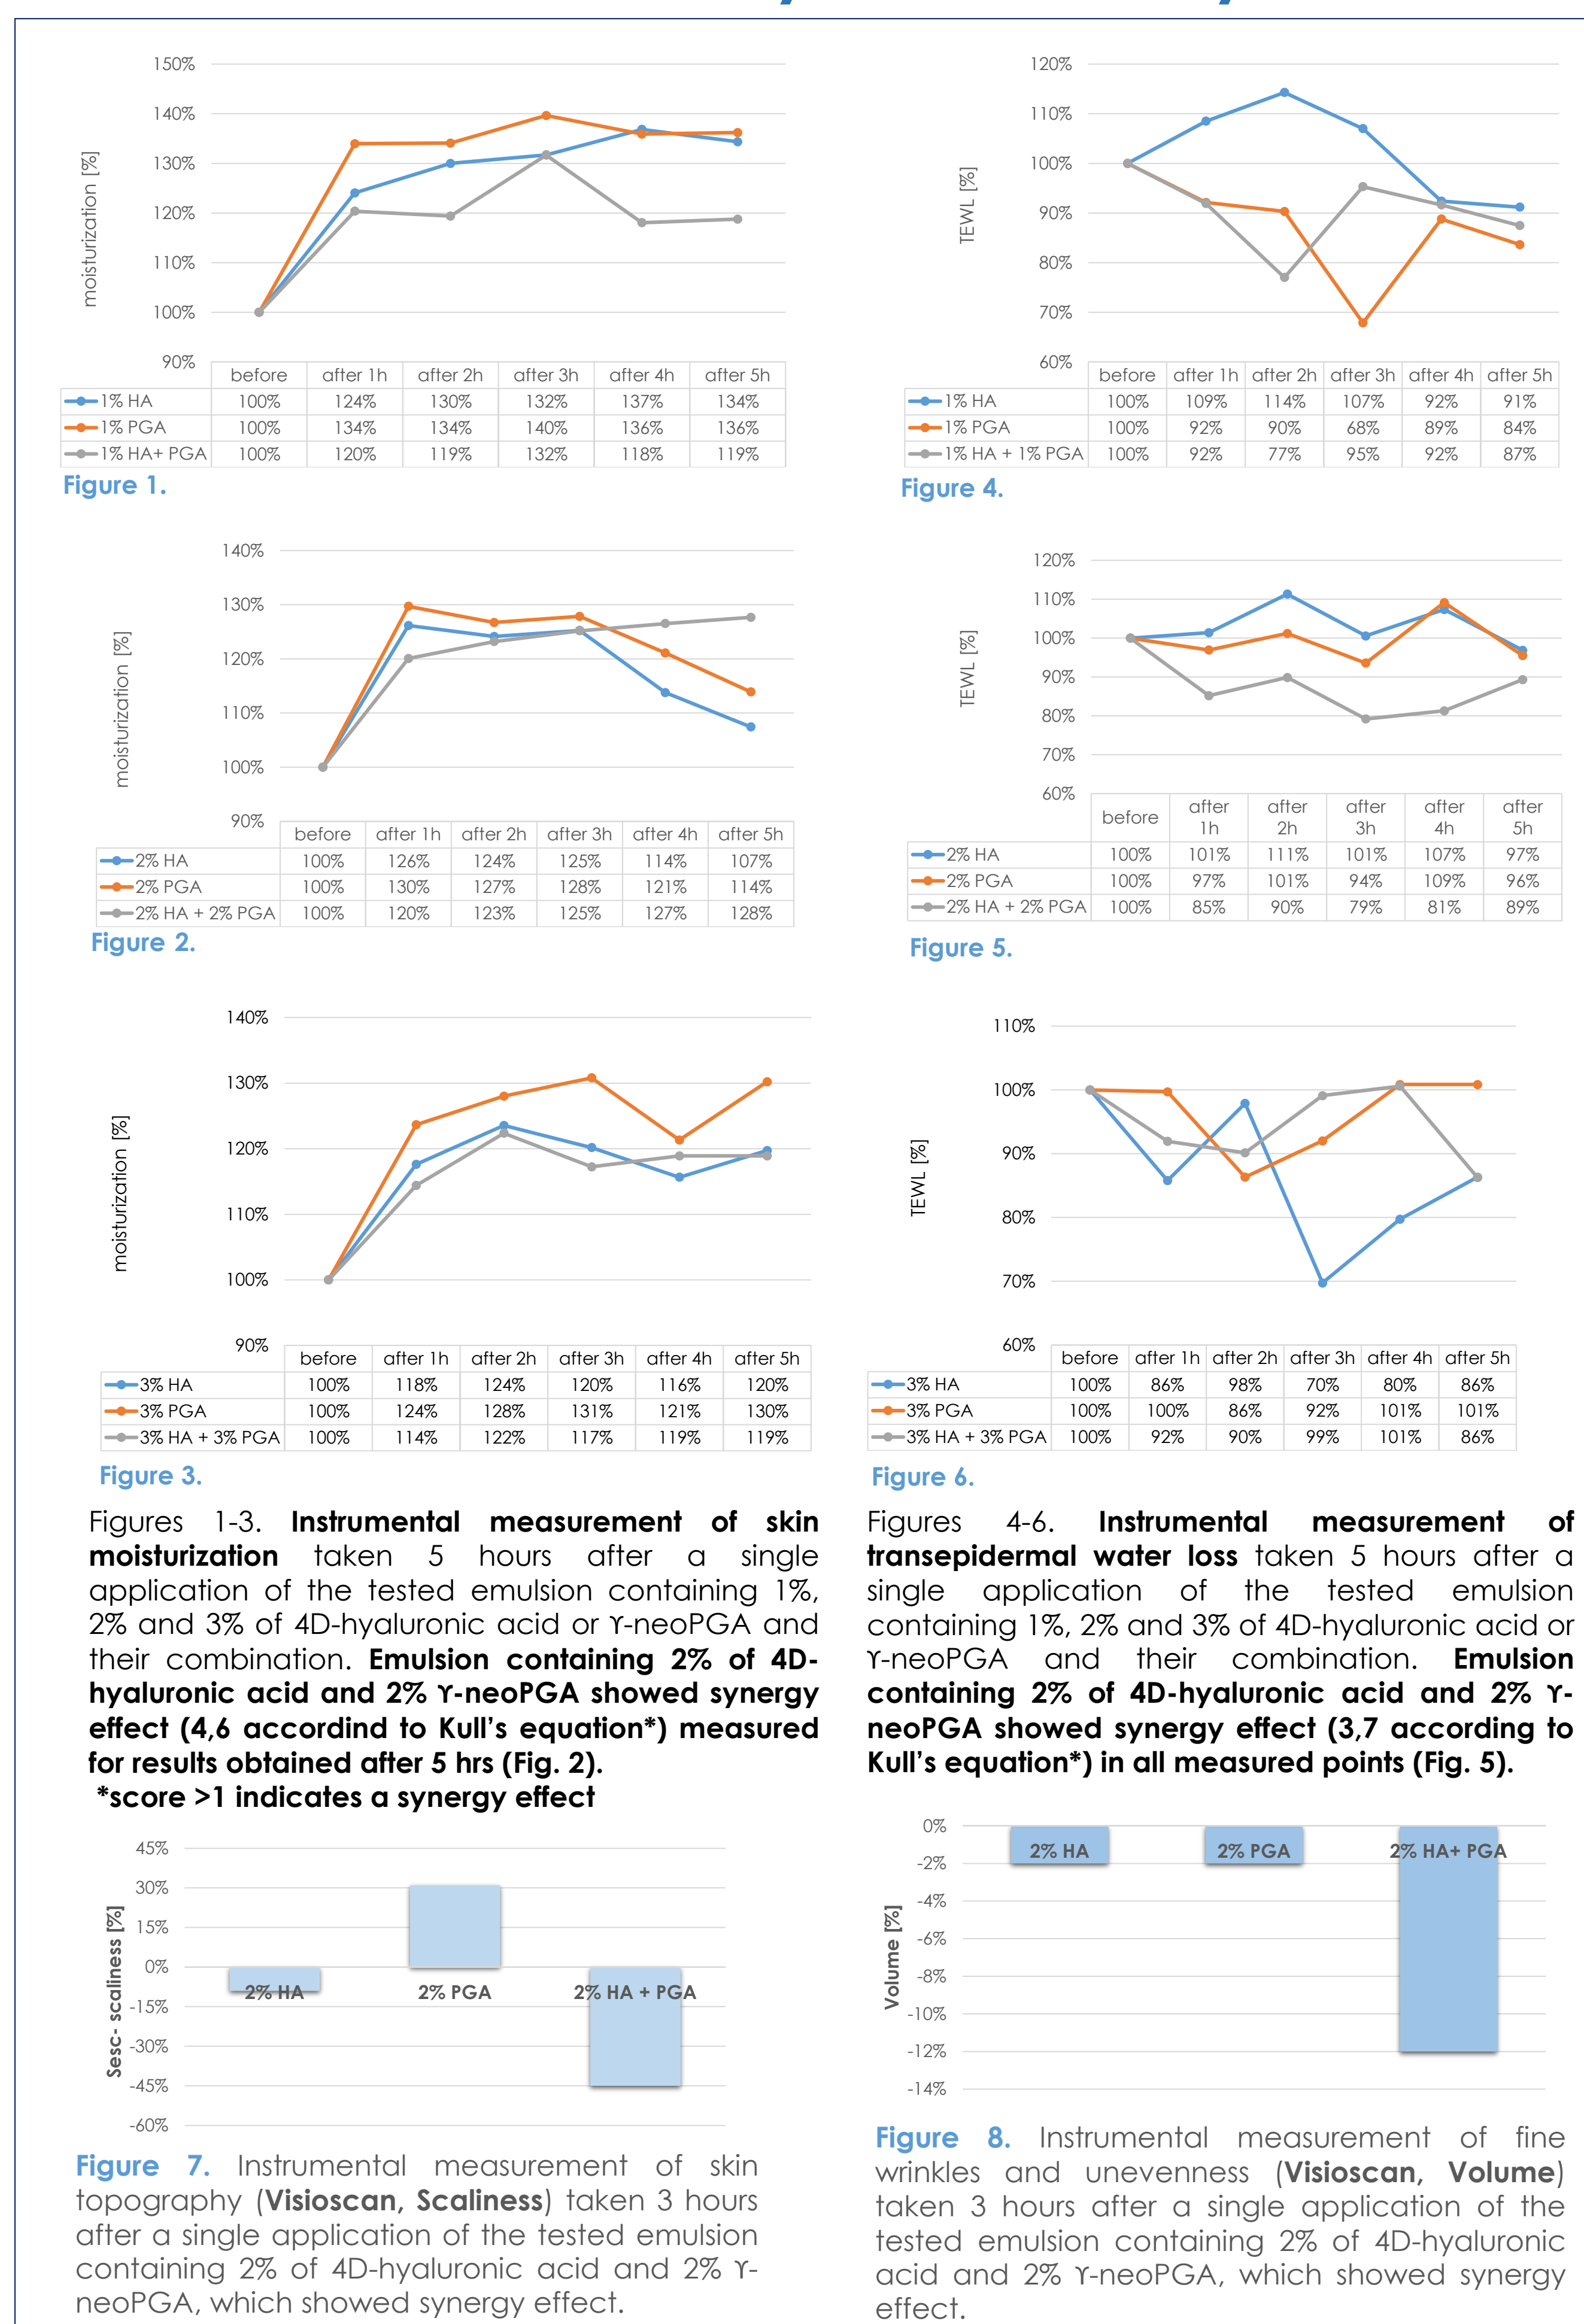 150%
140%
130%
120%
110%
100%
90%
moisturization [%]
before after 1h after 2h after 3h after 4h after 5h
1% HA 100% 124% 130% 132% 137% 134%
1% PGA 100% 134% 134% 140% 136% 136%
1% HA+ PGA 100% 120% 119% 132% 118% 119%
Figure 1.
120%
110%
100%
90%
80%
70%
60%
TEWL [%]
before after 1h after 2h after 3h after 4h after 5h
1% HA 100% 109% 114% 107% 92% 91%
1% PGA 100% 92% 90% 68% 89% 84%
1% HA + 1% PGA 100% 92% 77% 95% 92% 87%
Figure 4.
140%
130%
120%
110%
100%
90%
moisturization [%]
before after 1h after 2h after 3h after 4h after 5h
2% HA 100% 126% 124% 125% 114% 107%
2% PGA 100% 130% 127% 128% 121% 114%
2% HA + 2% PGA 100% 120% 123% 125% 127% 128%
Figure 2.
120%
110%
100%
90%
80%
70%
60%
TEWL [%]
before after 1h after 2h after 3h after 4h after 5h
2% HA 100% 101% 111% 101% 107% 97%
2% PGA 100% 97% 101% 94% 109% 96%
2% HA + 2% PGA 100% 85% 90% 79% 81% 89%
Figure 5.
140%
130%
120%
110%
100%
90%
moisturization [%]
before after 1h after 2h after 3h after 4h after 5h
3% HA 100% 118% 124% 120% 116% 120%
3% PGA 100% 124% 128% 131% 121% 130%
3% HA + 3% PGA 100% 114% 122% 117% 119% 119%
Figure 3.
110%
100%
90%
80%
70%
60%
TEWL [%]
before after 1h after 2h after 3h after 4h after 5h
3% HA 100% 86% 98% 70% 80% 86%
3% PGA 100% 100% 86% 92% 101% 101%
3% HA + 3% PGA 100% 92% 90% 99% 101% 86%
Figure 6.
Figures 1-3. Instrumental measurement of skin
moisturization taken 5 hours after a single
application of the tested emulsion containing 1%,
2% and 3% of 4D-hyaluronic acid or ϒ-neoPGA and
their combination. Emulsion containing 2% of 4D-
hyaluronic acid and 2% ϒ-neoPGA showed synergy
effect (4,6 accordind to Kull's equation*) measured
for results obtained after 5 hrs (Fig. 2).
*score >1 indicates a synergy effect
Figures 4-6. Instrumental measurement of
transepidermal water loss taken 5 hours after a
single application of the tested emulsion
containing 1%, 2% and 3% of 4D-hyaluronic acid or
ϒ-neoPGA and their combination. Emulsion
containing 2% of 4D-hyaluronic acid and 2% ϒ-
neoPGA showed synergy effect (3,7 according to
Kull's equation*) in all measured points (Fig. 5).
45%
30%
15%
0%
-15%
-30%
-45%
-60%
Sesc- scaliness [%]
2% HA 2% PGA 2% HA + PGA
Figure 7. Instrumental measurement of skin
topography (Visioscan, Scaliness) taken 3 hours
after a single application of the tested emulsion
containing 2% of 4D-hyaluronic acid and 2% ϒ-
neoPGA, which showed synergy effect.
0%
-2%
-4%
-6%
-8%
-10%
-12%
-14%
Volume [%]
2% HA 2% PGA 2% HA+ PGA
Figure 8. Instrumental measurement of fine
wrinkles and unevenness (Visioscan, Volume)
taken 3 hours after a single application of the
tested emulsion containing 2% of 4D-hyaluronic
acid and 2% ϒ-neoPGA, which showed synergy
effect.